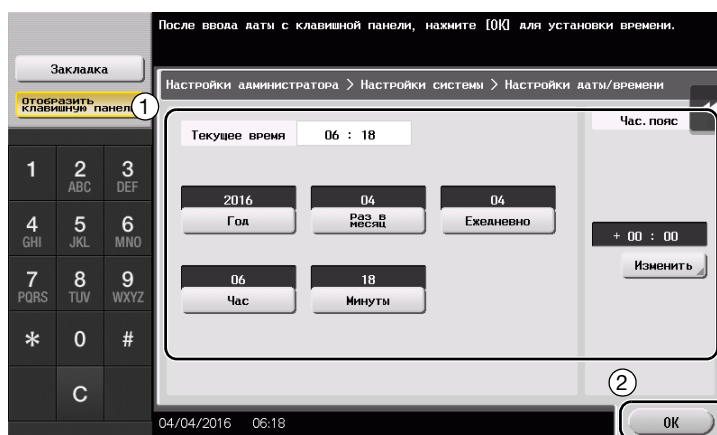 После ввода даты с клавишной панели, нажмите [OK] для установки времени.
Закладка
Отобразить
клавишную панель
1
Настройки администратора > Настройки системы > Настройки даты/времени
Текущее время 06 : 18
Час. пояс
2016 04 04
Год Раз в месяц Ежедневно
+ 00 : 00
Изменить
06 18
Час Минуты
1 2 3
ABC DEF
4 5 6
GHI JKL MNO
7 8 9
PQRS TUV WXYZ
* 0 #
C
2
04/04/2016 06:18
OK